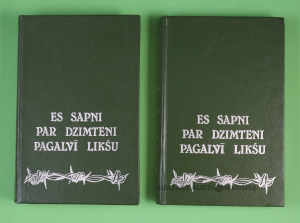 ES SAPNI
PAR DZIMTENI
PAGALVĪ LIKŠU
ES SAPNI
PAR DZIMTENI
PAGALVĪ LIKŠU